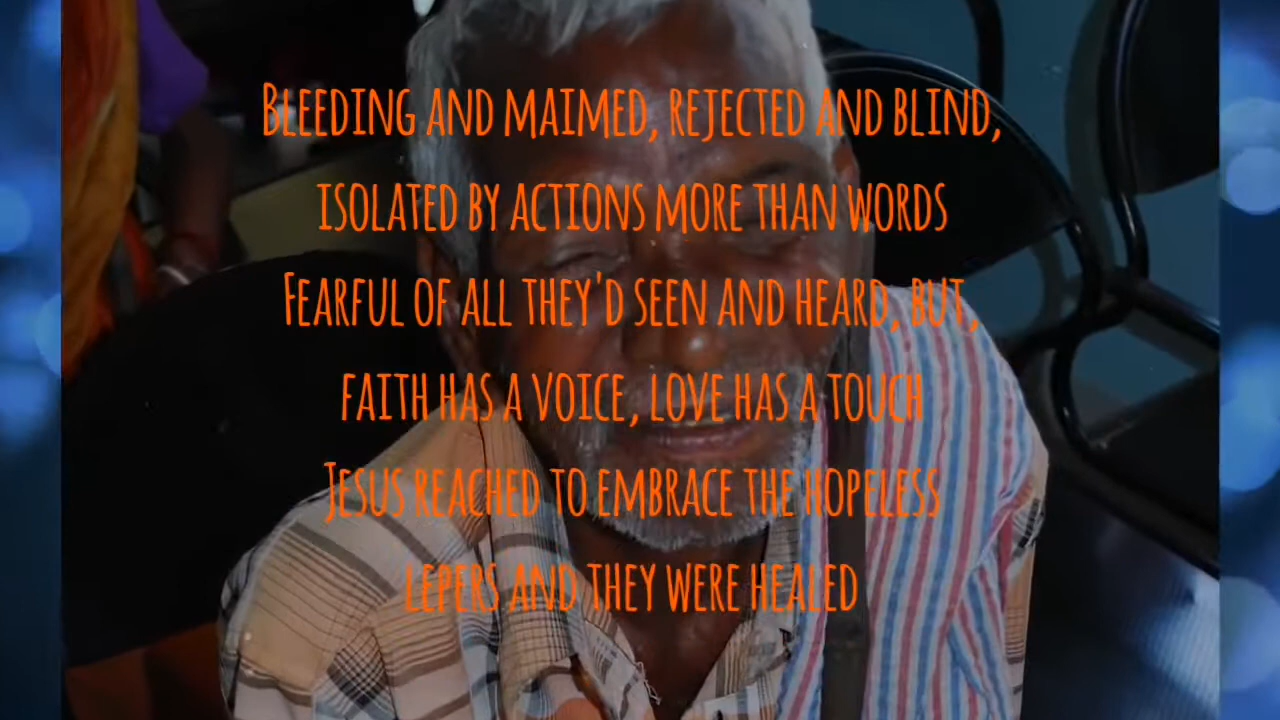 Bleeding and maimed, rejected and blind,
isolated by actions more than words
Fearful of all they'd seen and heard, but,
faith has a voice, love has a touch
Jesus reached to embrace the hopeless
lepers and they were healed